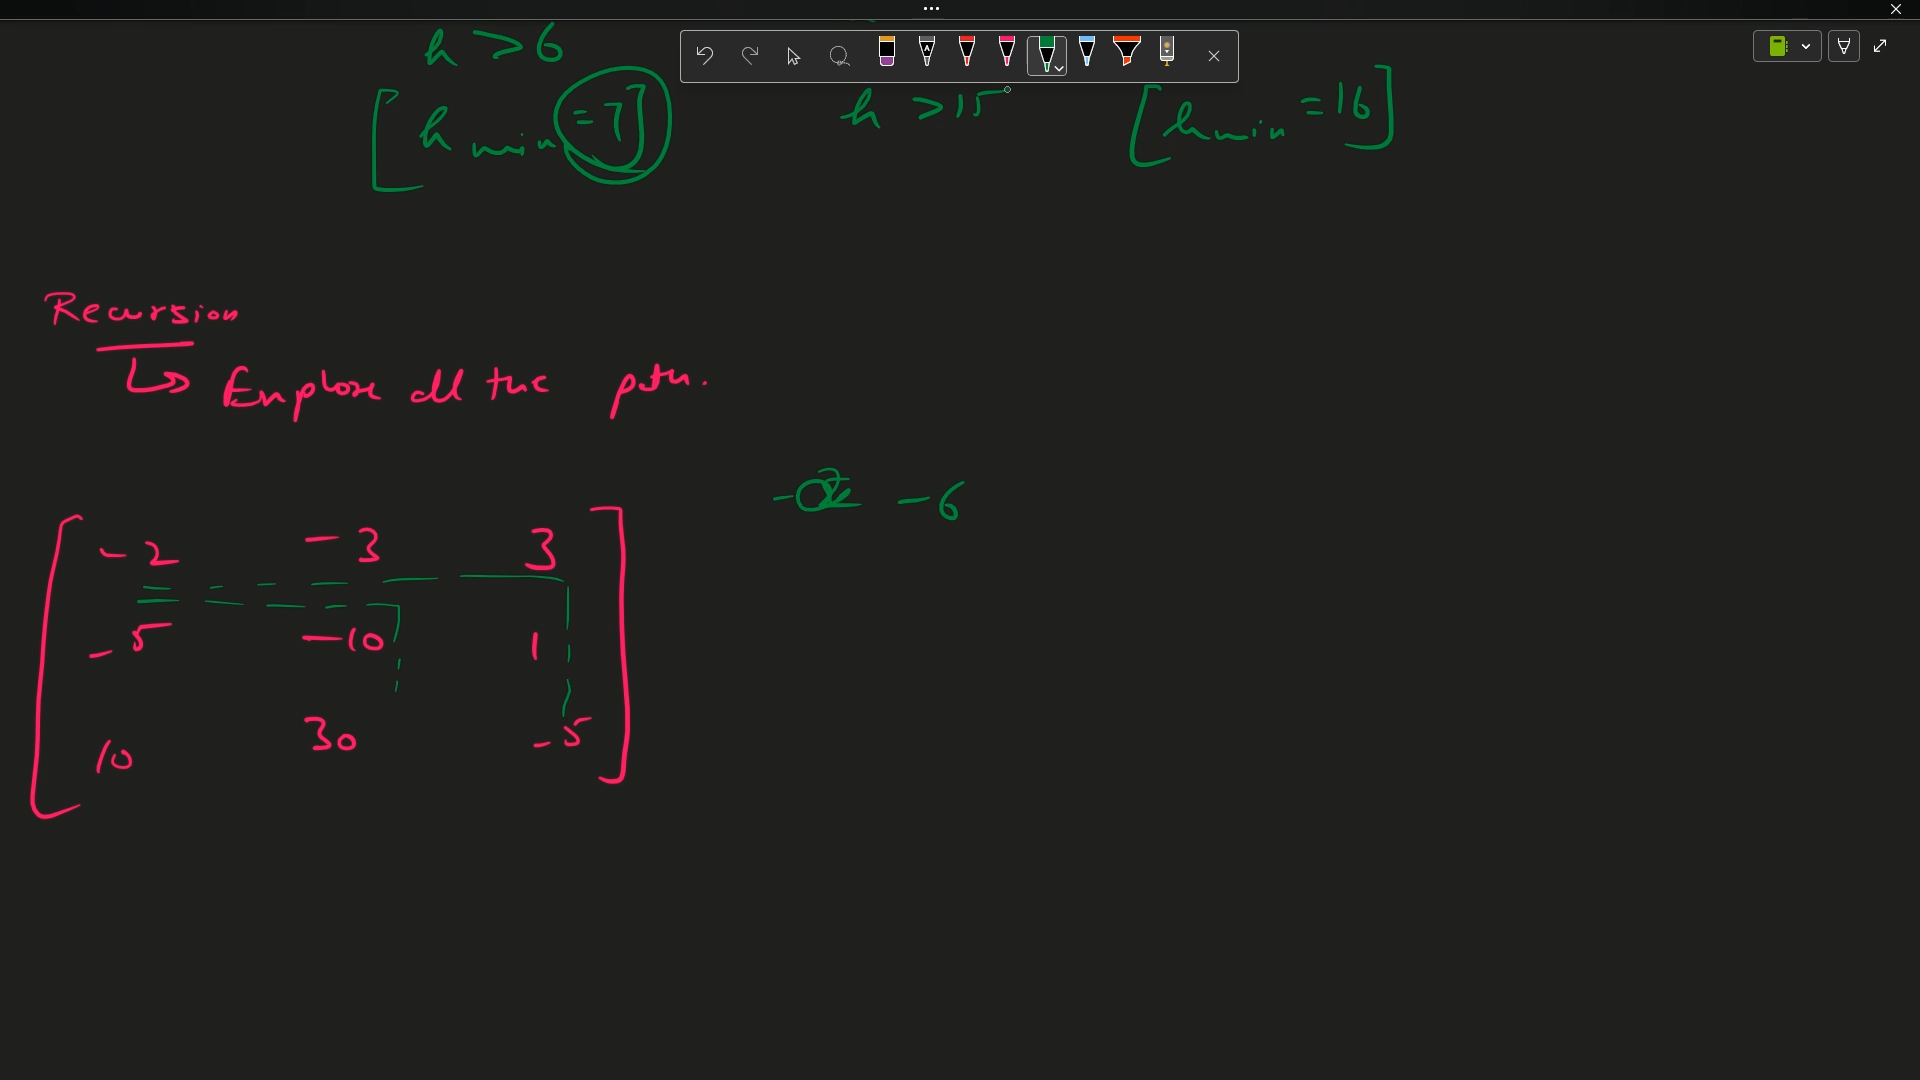 h > 6
[h min = 7]
h > 15
[h min = 16]
Recursion
↳ Explore all the path.
-2 -6
-2 -3 3
-5 -10 1
10 30 -5